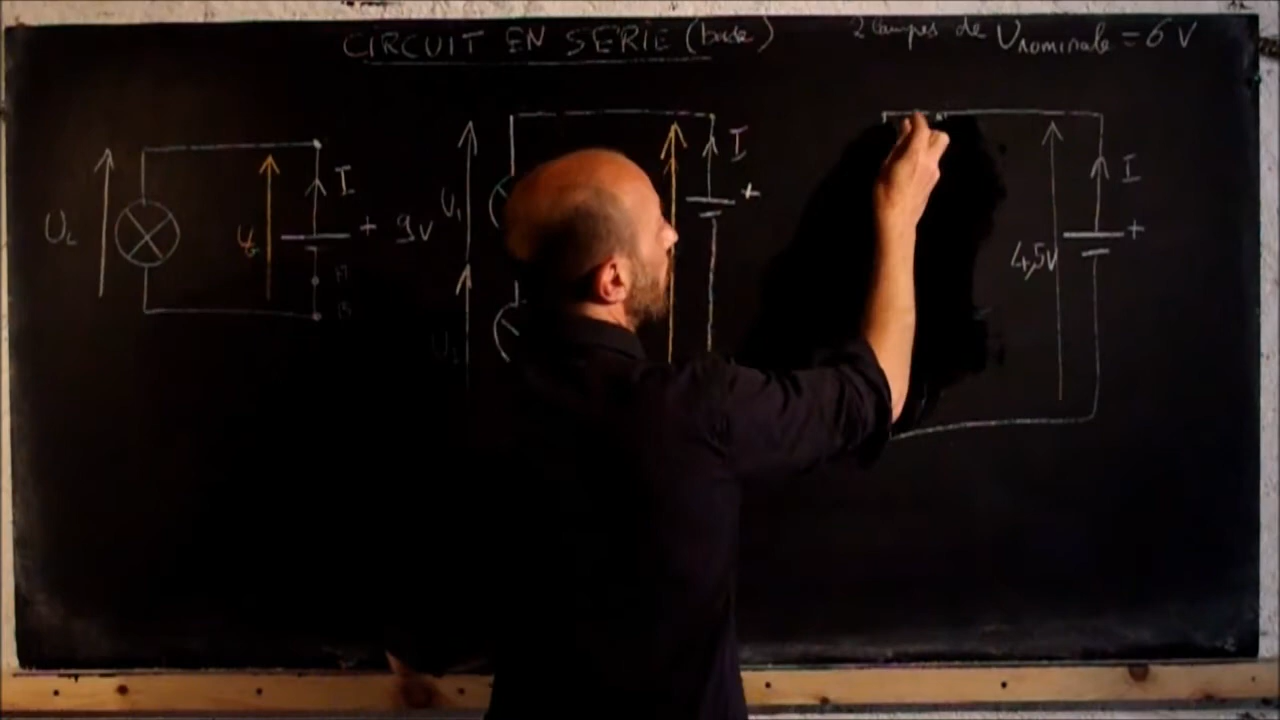 CIRCUIT EN SERIE (base)
2 lampes de Unominale = 6 V
I
+
9v
I
+
I
+
4,5v
UL
U1
A
B